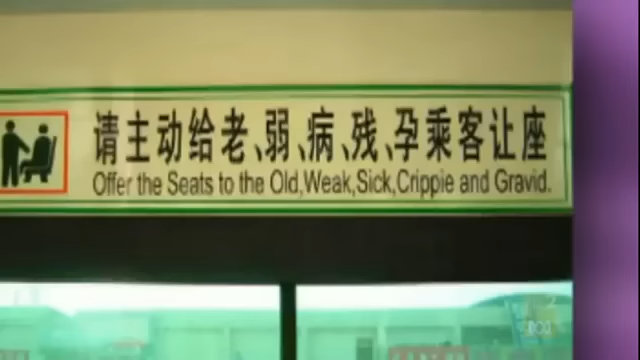 请主动给老、弱、病、残、孕乘客让座
Offer the Seats to the Old,Weak,Sick,Crippie and Gravid.